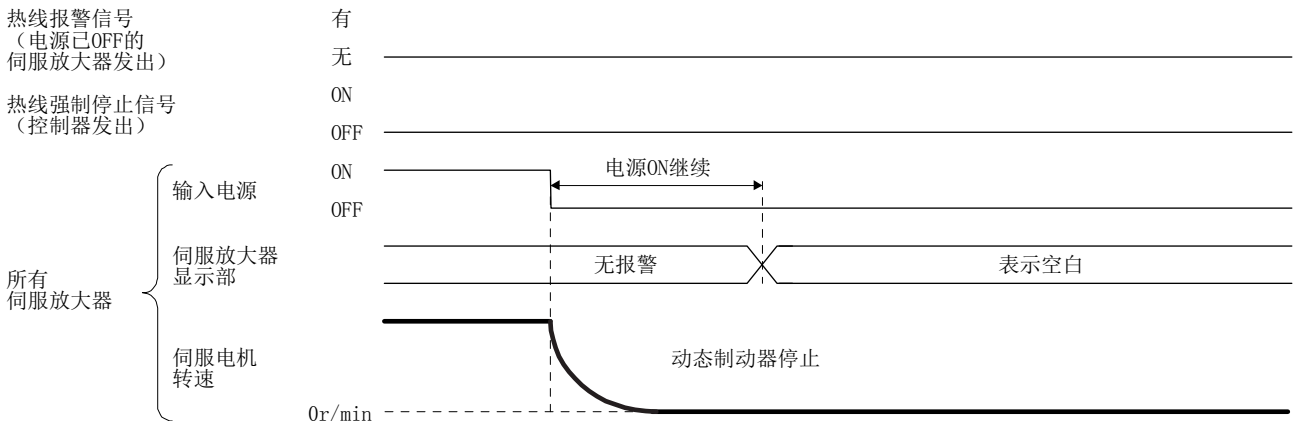 热线报警信号
（电源已OFF的
伺服放大器发出）
有
无
热线强制停止信号
（控制器发出）
ON
OFF
所有
伺服放大器
输入电源
ON
OFF
电源ON继续
伺服放大器
显示部
无报警
表示空白
伺服电机
转速
动态制动器停止
0r/min